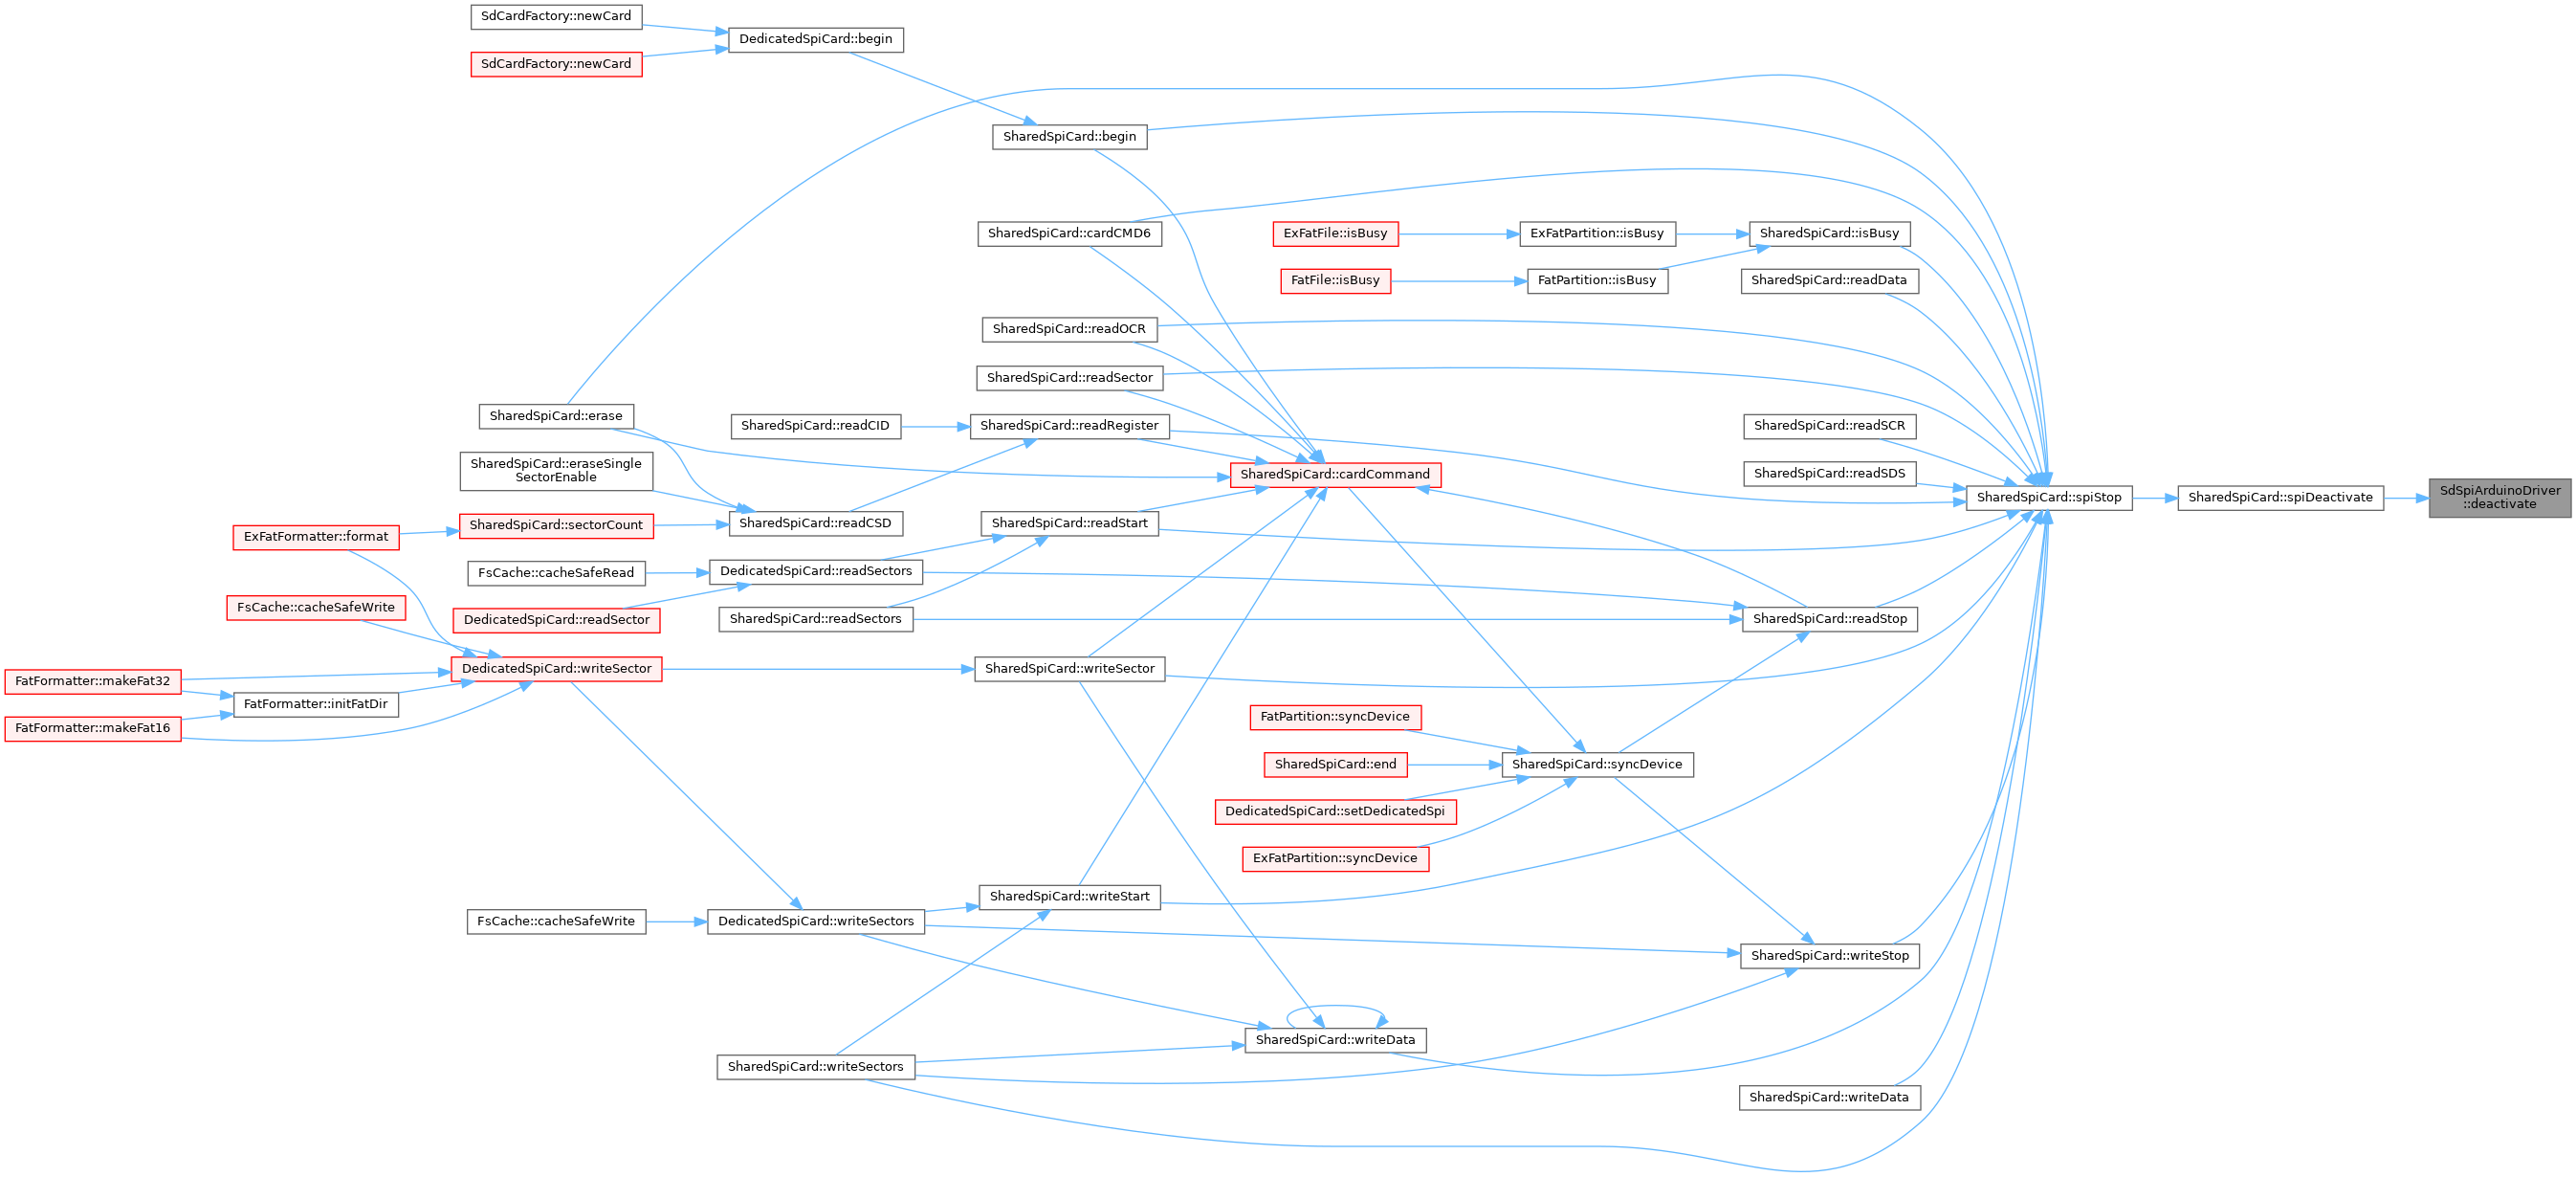 SdCardFactory::newCard
DedicatedSpiCard::begin
SdCardFactory::newCard
SharedSpiCard::begin
SharedSpiCard::cardCMD6
ExFatFile::isBusy
ExFatPartition::isBusy
SharedSpiCard::isBusy
FatFile::isBusy
FatPartition::isBusy
SharedSpiCard::readData
SharedSpiCard::readOCR
SharedSpiCard::readSector
SharedSpiCard::erase
SharedSpiCard::readCID
SharedSpiCard::readRegister
SharedSpiCard::readSCR
SharedSpiCard::eraseSingle
SectorEnable
SharedSpiCard::cardCommand
SharedSpiCard::readSDS
SharedSpiCard::spiStop
SharedSpiCard::spiDeactivate
SdSpiArduinoDriver
::deactivate
ExFatFormatter::format
SharedSpiCard::sectorCount
SharedSpiCard::readCSD
SharedSpiCard::readStart
FsCache::cacheSafeRead
DedicatedSpiCard::readSectors
FsCache::cacheSafeWrite
DedicatedSpiCard::readSector
SharedSpiCard::readSectors
SharedSpiCard::readStop
FatFormatter::makeFat32
DedicatedSpiCard::writeSector
SharedSpiCard::writeSector
FatFormatter::initFatDir
FatFormatter::makeFat16
FatPartition::syncDevice
SharedSpiCard::end
SharedSpiCard::syncDevice
DedicatedSpiCard::setDedicatedSpi
ExFatPartition::syncDevice
SharedSpiCard::writeStart
FsCache::cacheSafeWrite
DedicatedSpiCard::writeSectors
SharedSpiCard::writeStop
SharedSpiCard::writeData
SharedSpiCard::writeSectors
SharedSpiCard::writeData